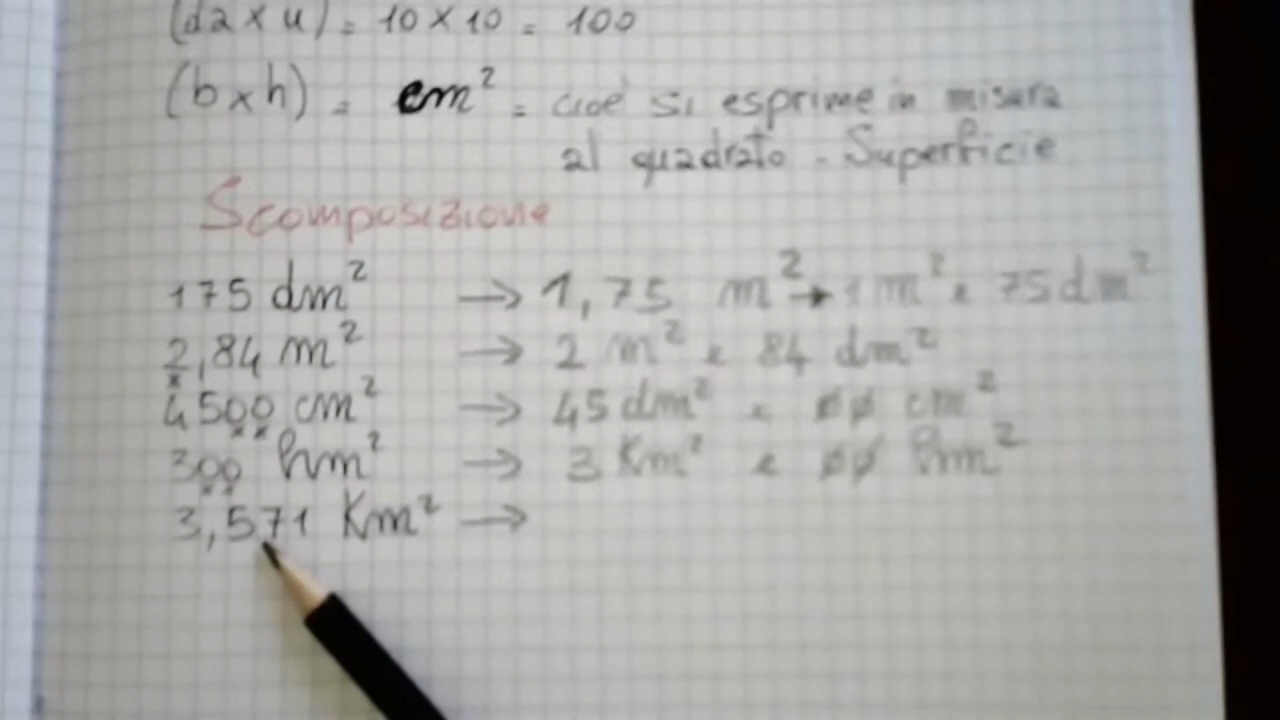 (da x u) = 10 x 10 = 100
(b x h) = cm² = cioè si esprime in misura
al quadrato - Superficie
Scomposizione
175 dm² → 1,75 m² → 1 m² e 75 dm²
2,84 m² → 2 m² e 84 dm²
4500 cm² → 45 dm² e 00 cm²
300 hm² → 3 Km² e 00 hm²
3,571 Km² →